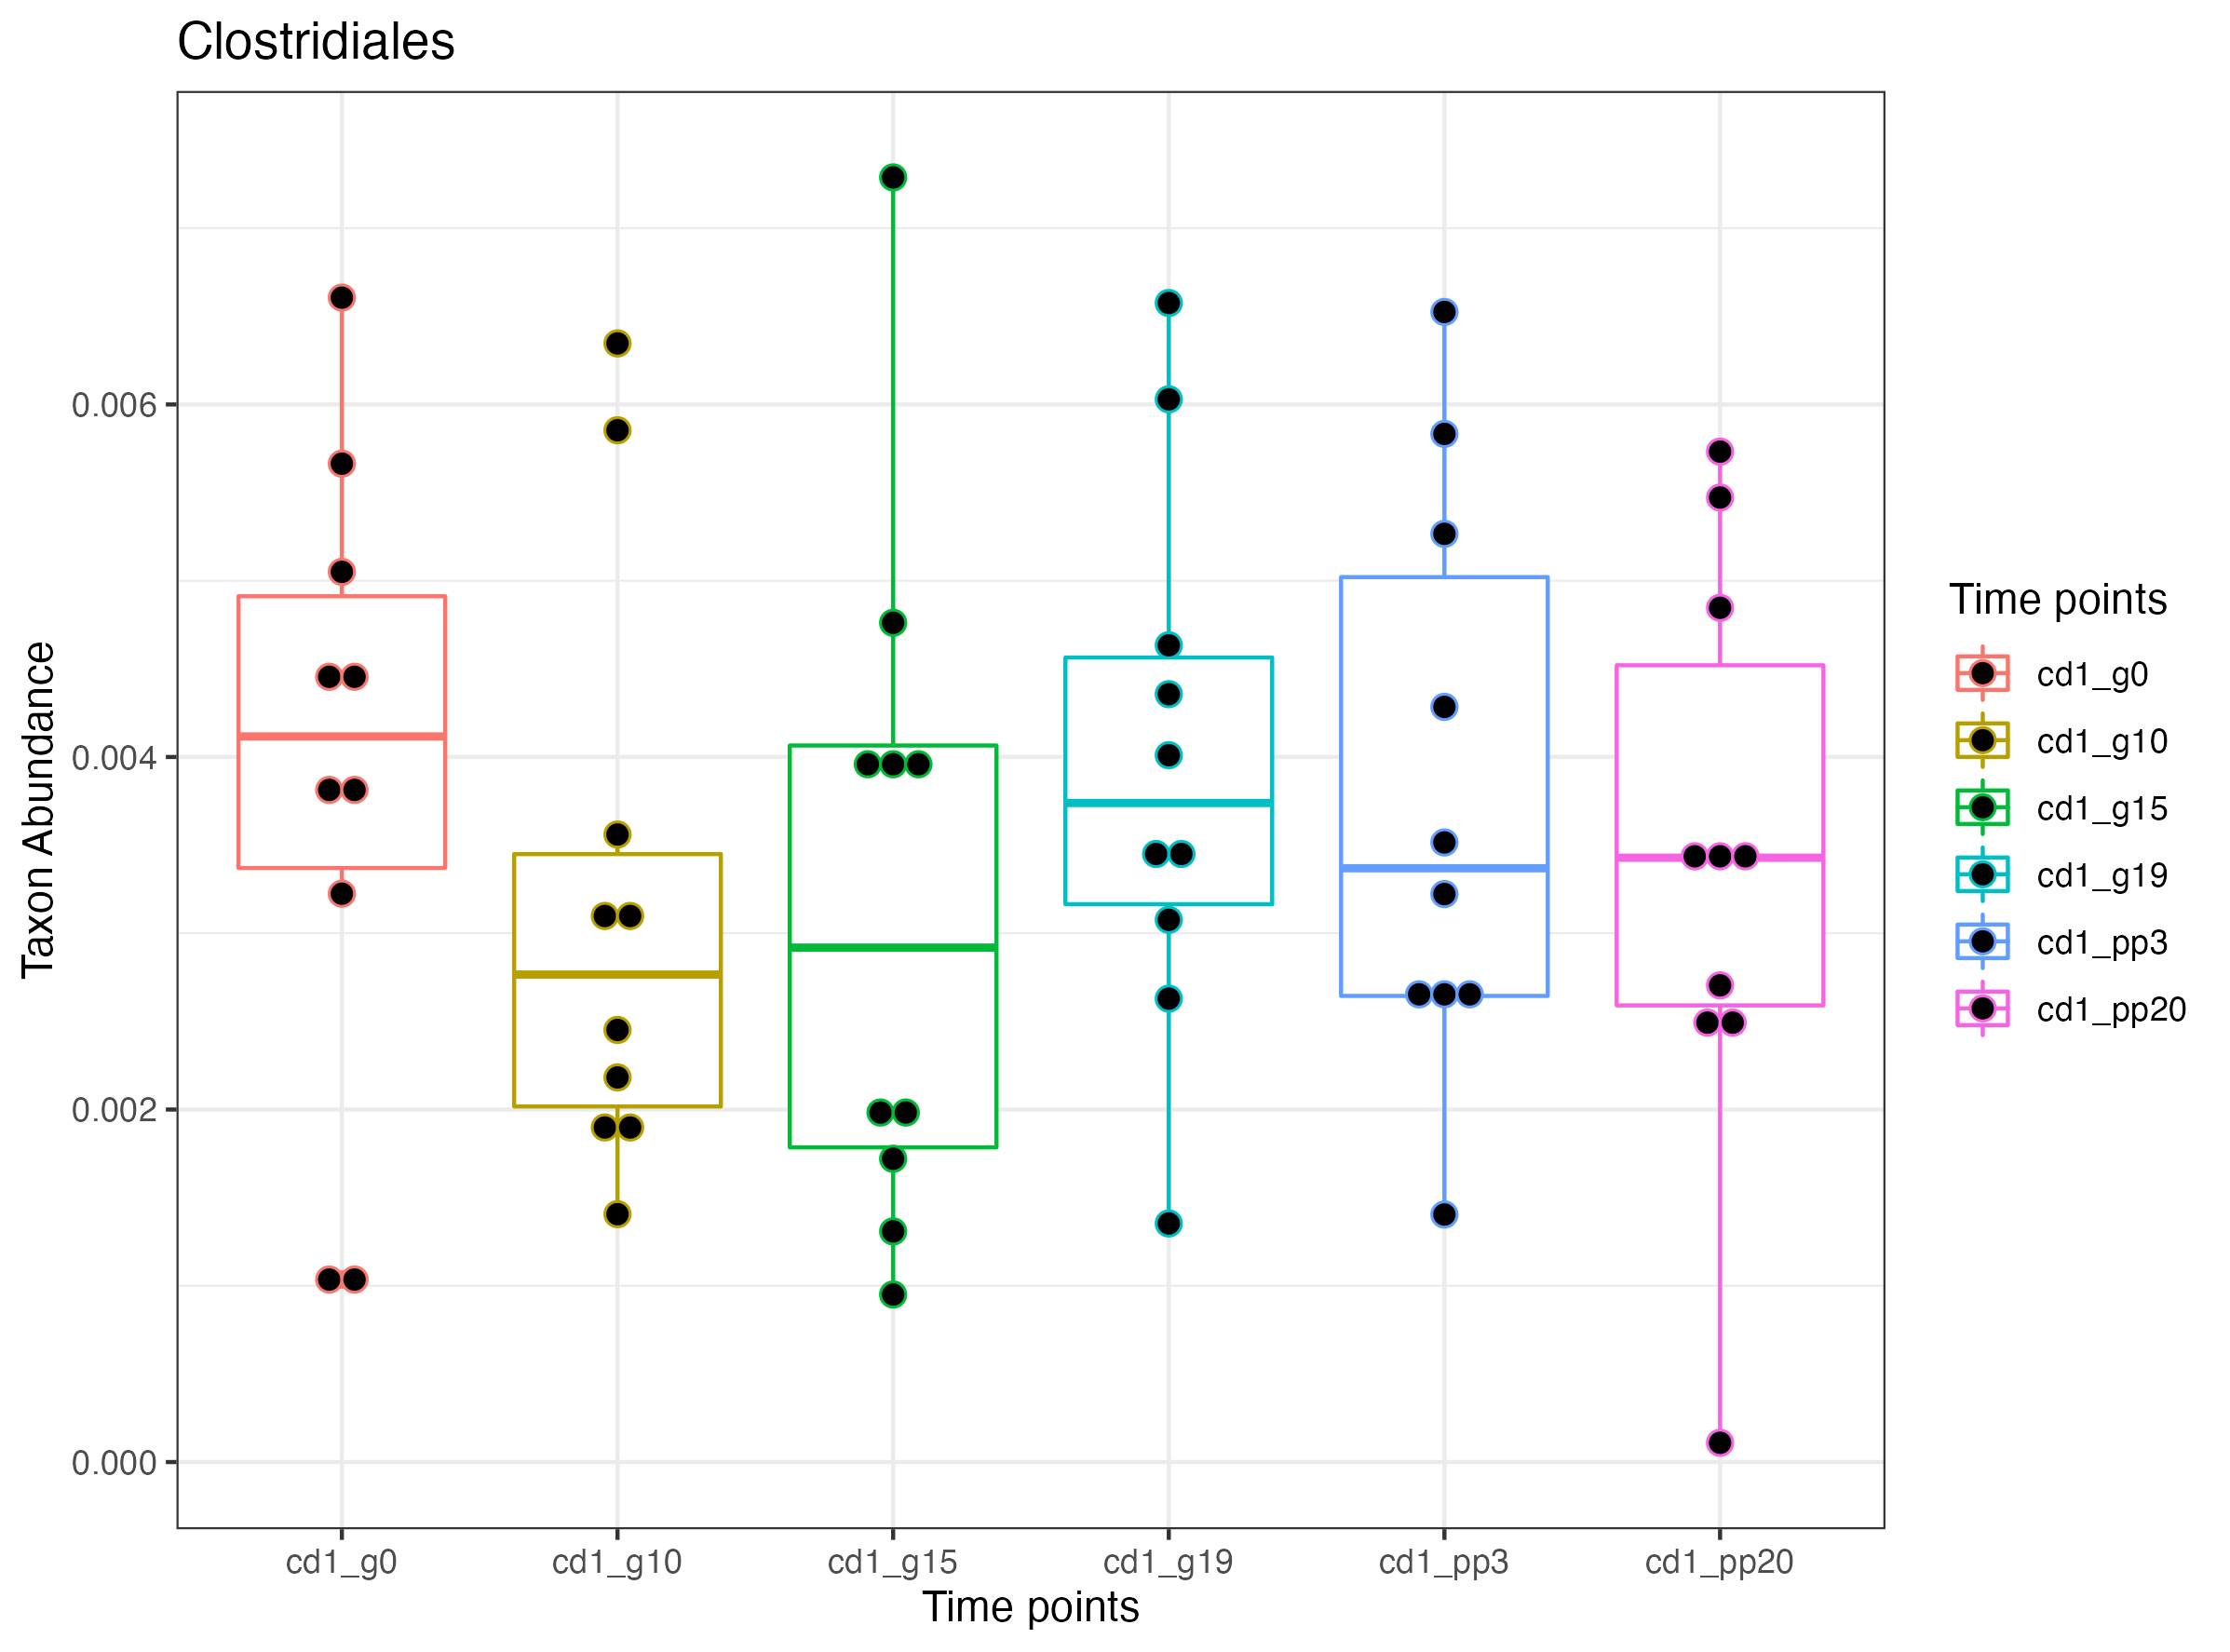 Clostridiales
Taxon Abundance
0.006
0.004
0.002
0.000
cd1_g0
cd1_g10
cd1_g15
cd1_g19
cd1_pp3
cd1_pp20
Time points
Time points
cd1_g0
cd1_g10
cd1_g15
cd1_g19
cd1_pp3
cd1_pp20